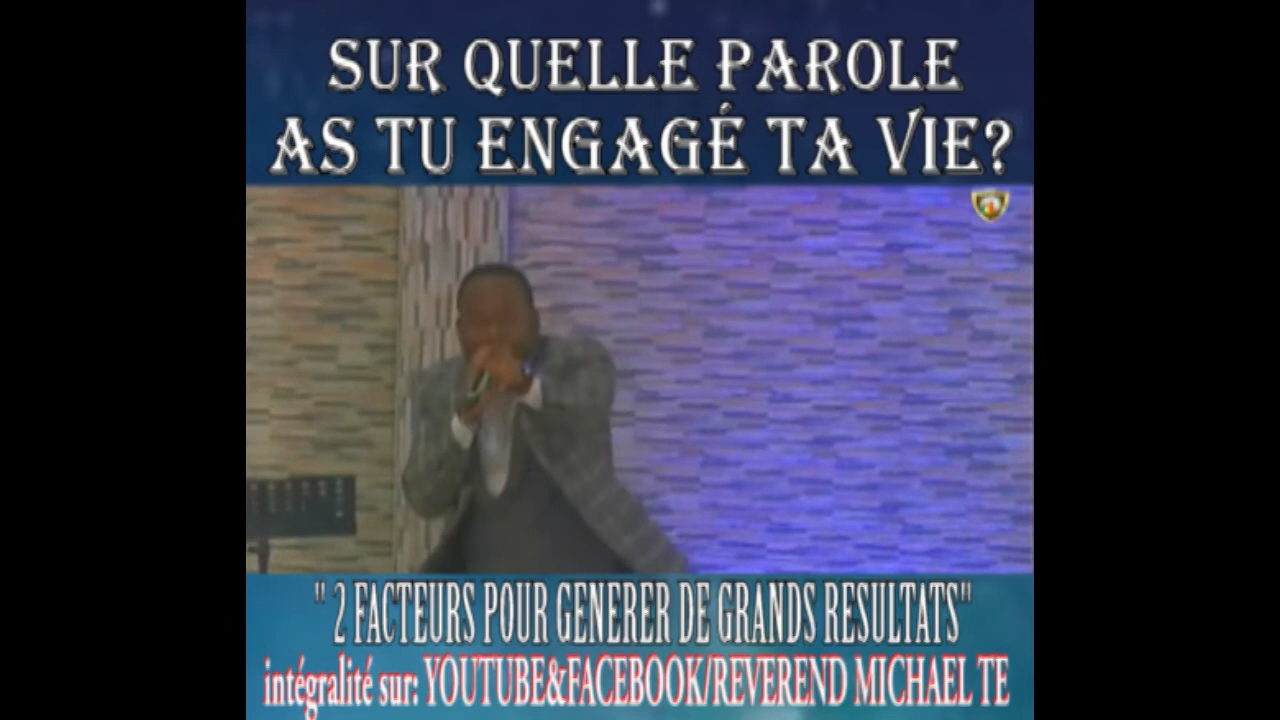 SUR QUELLE PAROLE
AS TU ENGAGÉ TA VIE?
" 2 FACTEURS POUR GENERER DE GRANDS RESULTATS"
intégralité sur: YOUTUBE&FACEBOOK/REVEREND MICHAEL TE